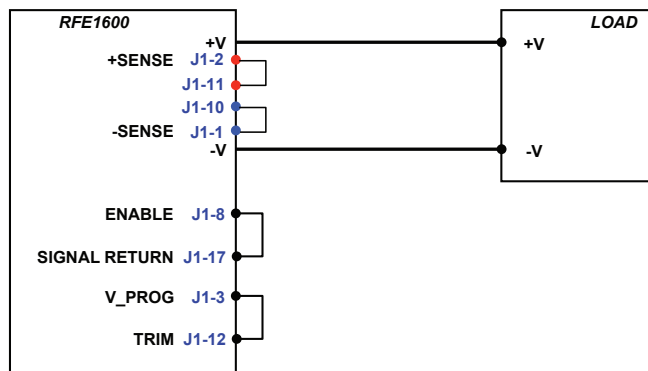 RFE1600
LOAD
+V
+V
+SENSE J1-2
J1-11
J1-10
-SENSE J1-1
-V
-V
ENABLE J1-8
SIGNAL RETURN J1-17
V_PROG J1-3
TRIM J1-12